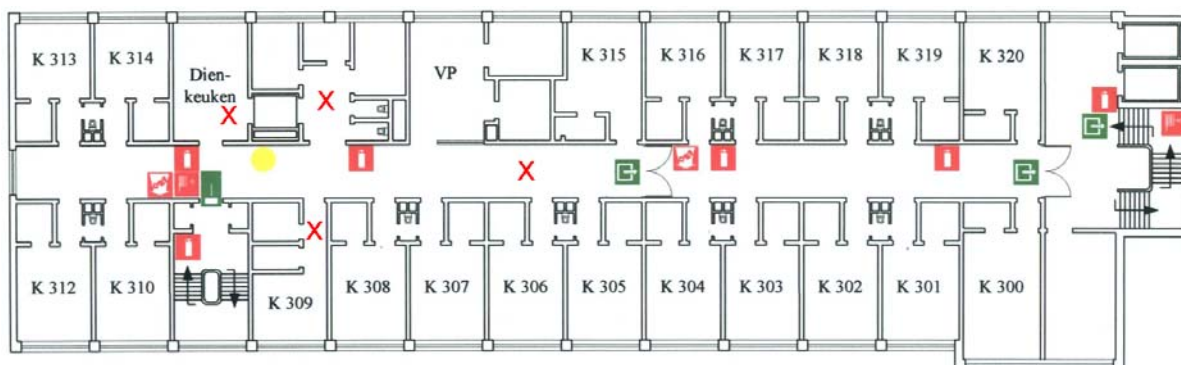 K 313
K 314
Dien-
keuken
X
X
VP
K 315
K 316
K 317
K 318
K 319
K 320
X
X
K 312
K 310
K 309
K 308
K 307
K 306
K 305
K 304
K 303
K 302
K 301
K 300